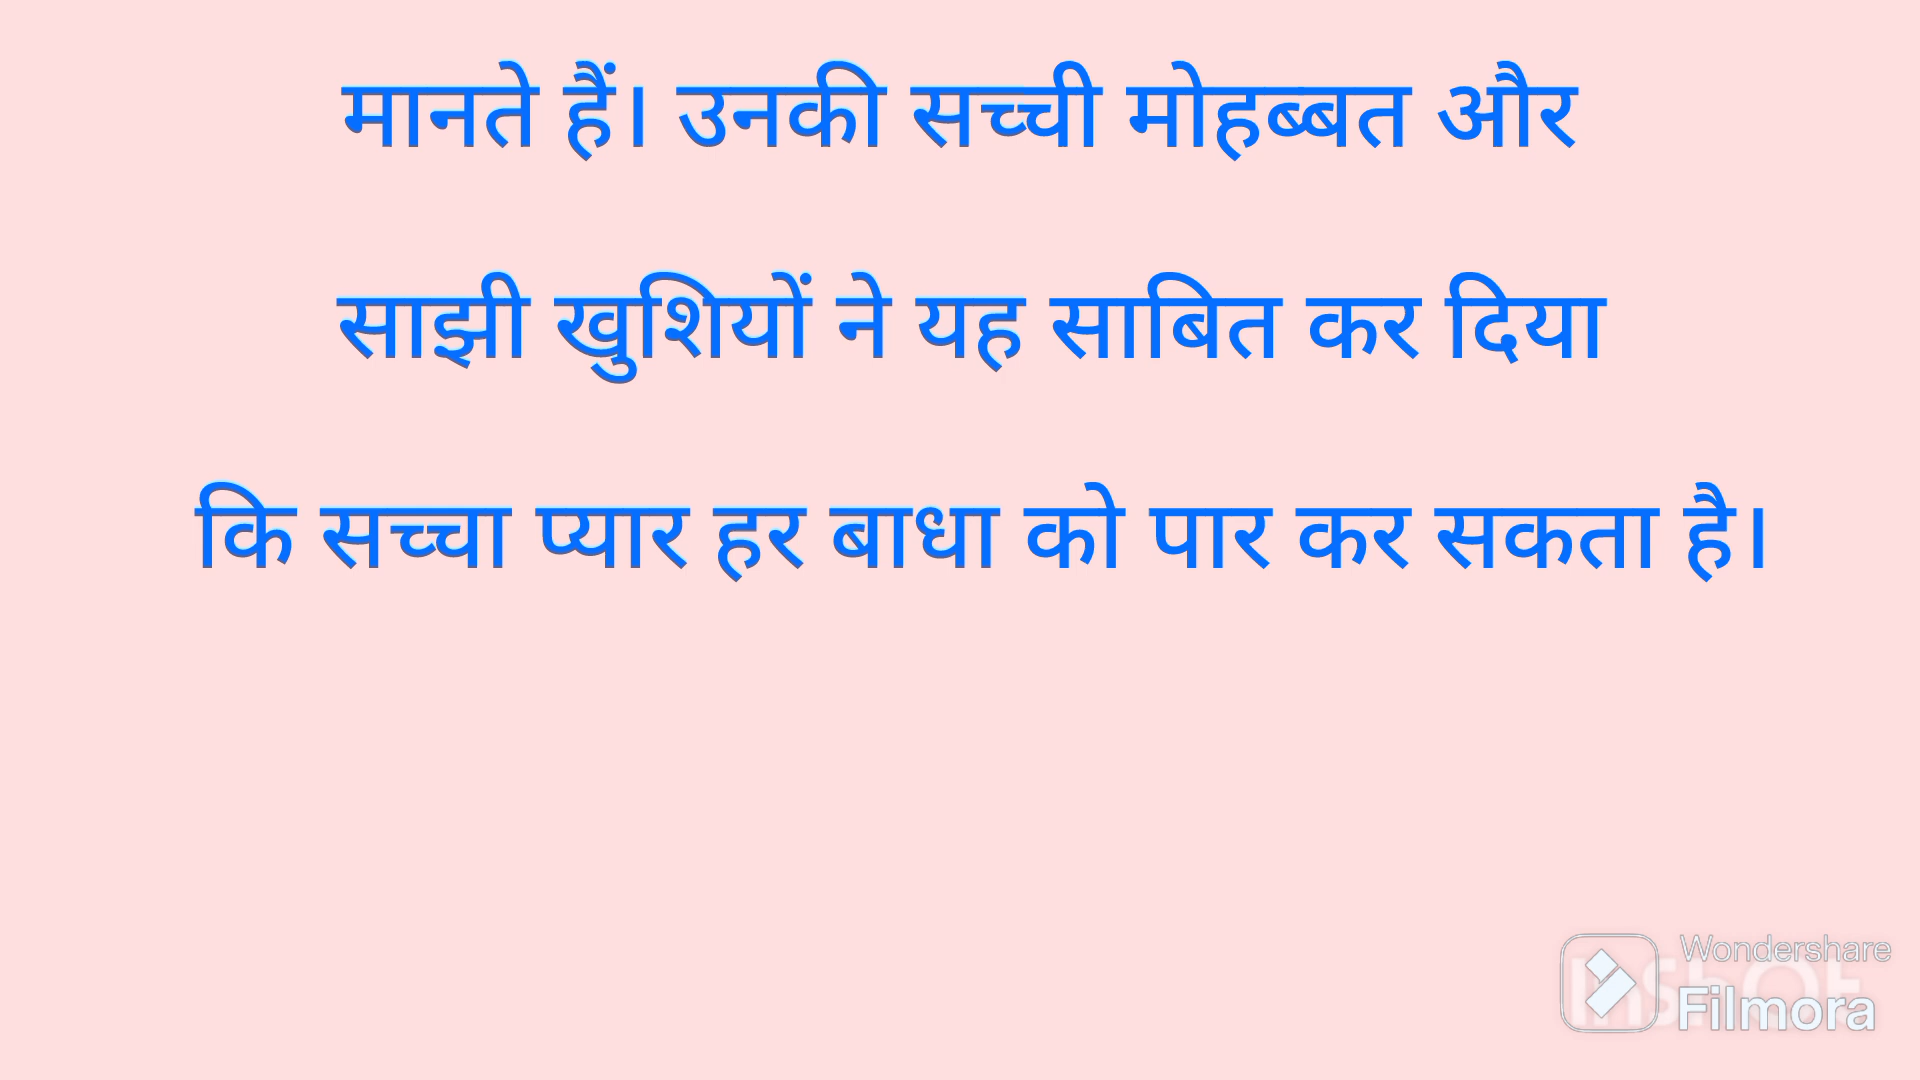 मानते हैं। उनकी सच्ची मोहब्बत और
साझी खुशियों ने यह साबित कर दिया
कि सच्चा प्यार हर बाधा को पार कर सकता है।
Wondershare
Filmora